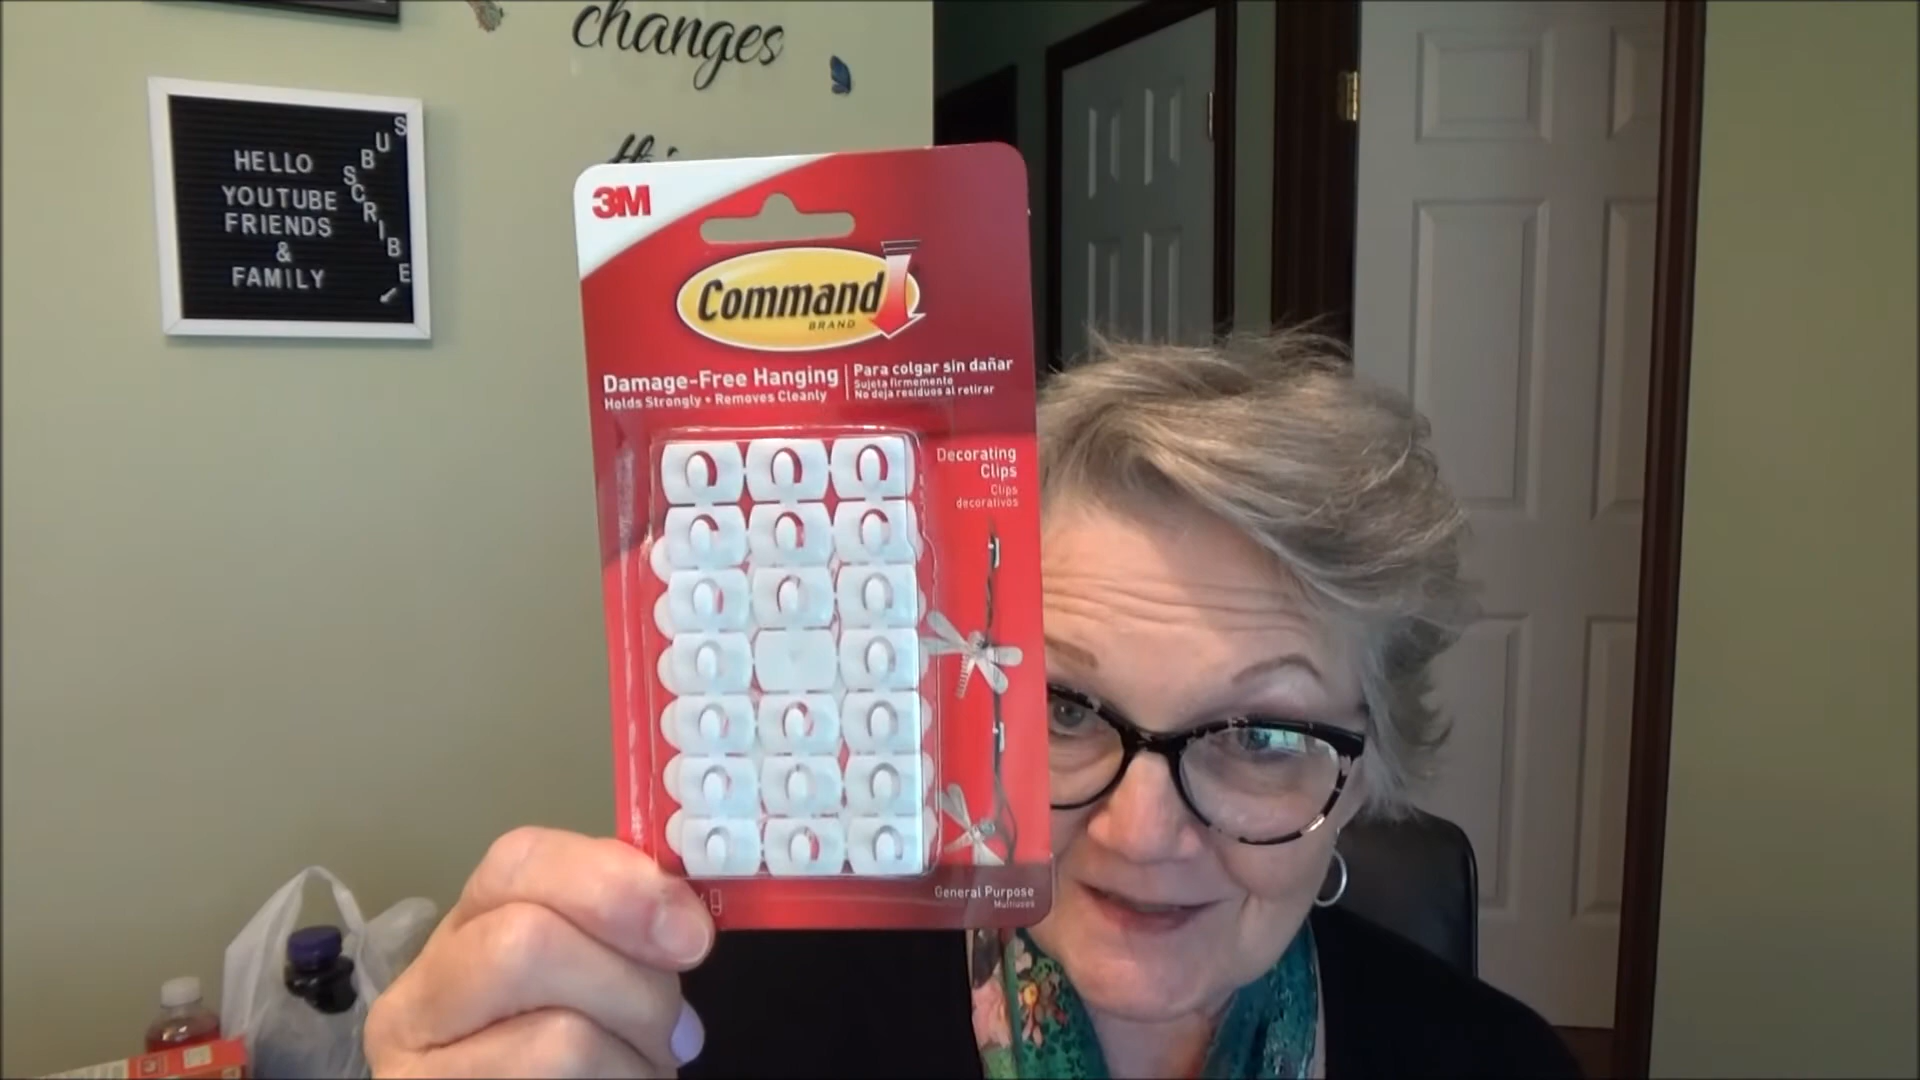 changes
HELLO
YOUTUBE
FRIENDS
&
FAMILY
SUBSCRIBE
3M
Command
BRAND
Damage-Free Hanging
Holds Strongly • Removes Cleanly
Para colgar sin dañar
Sujeta firmemente
No deja residuos al retirar
Decorating
Clips
Clips
decorativos
General Purpose
Multiusos